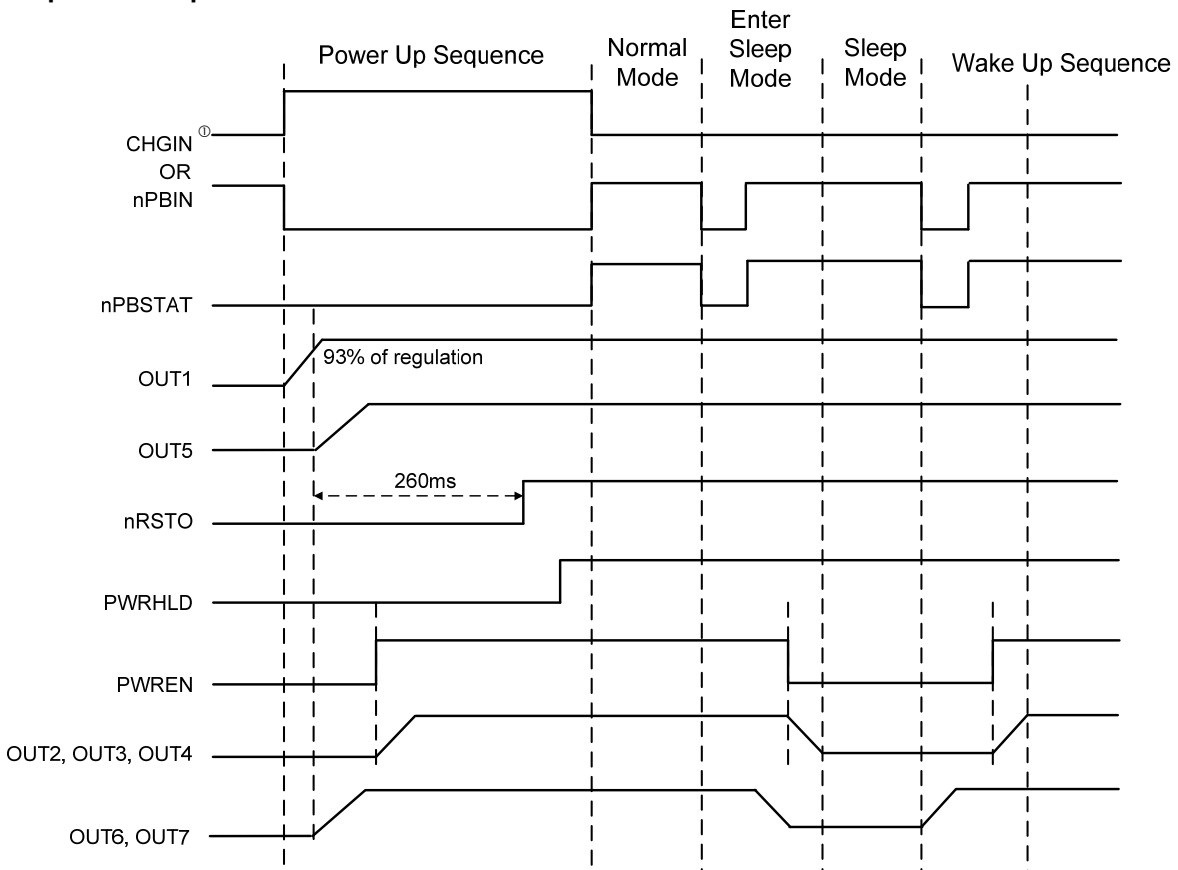 Power Up Sequence
Normal
Mode
Enter
Sleep
Mode
Sleep
Mode
Wake Up Sequence
CHGIN ①
OR
nPBIN
nPBSTAT
93% of regulation
OUT1
OUT5
260ms
nRSTO
PWRHLD
PWREN
OUT2, OUT3, OUT4
OUT6, OUT7